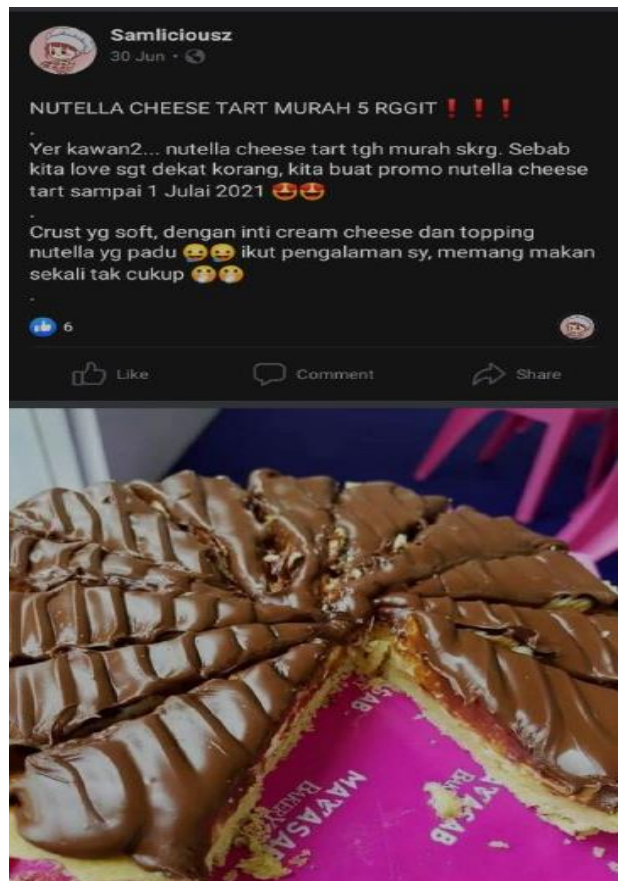 Samliciousz
30 Jun ·
NUTELLA CHEESE TART MURAH 5 RGGIT ❗❗❗
.
Yer kawan2... nutella cheese tart tgh murah skrg. Sebab
kita love sgt dekat korang, kita buat promo nutella cheese
tart sampai 1 Julai 2021 🤩🤩
.
Crust yg soft, dengan inti cream cheese dan topping
nutella yg padu 😝😝 ikut pengalaman sy, memang makan
sekali tak cukup 🤭🤭
.
6
Like
Comment
Share
MAYASAB
BAKERY